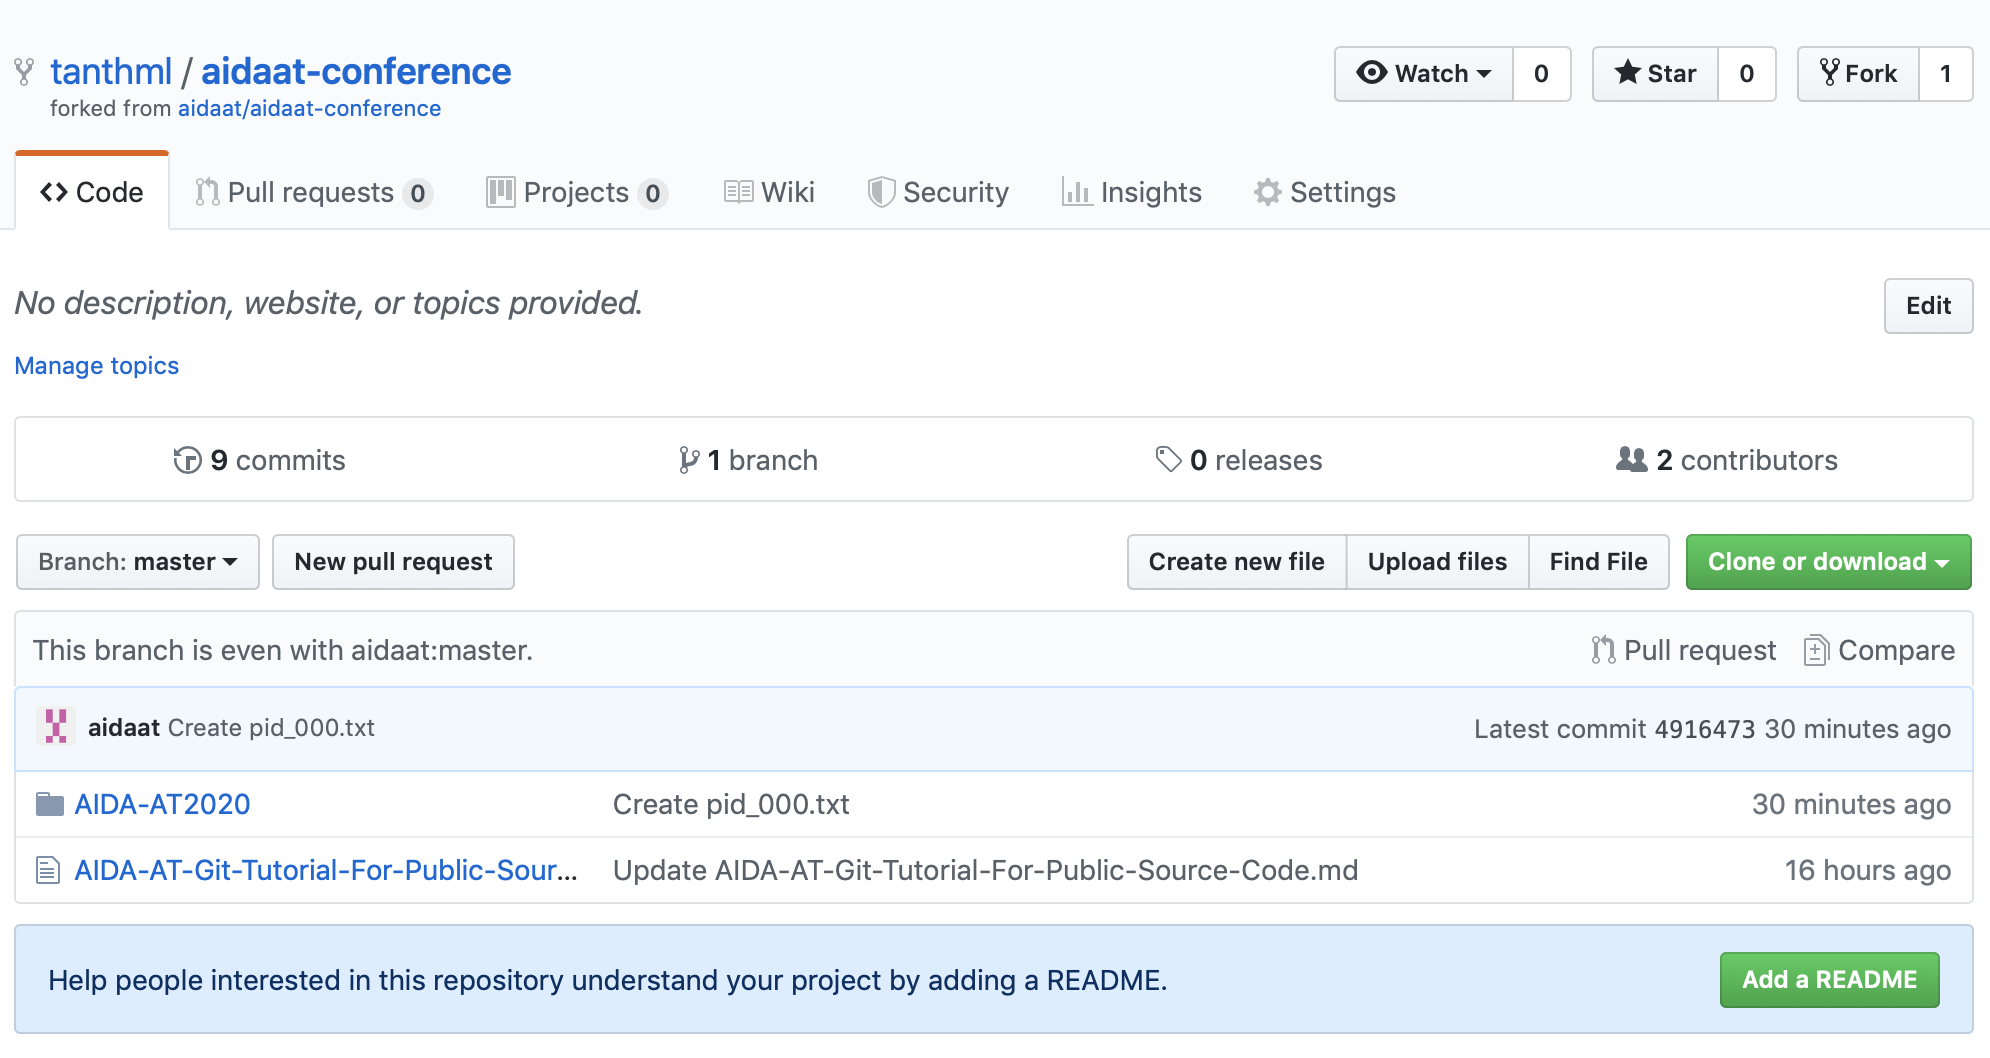 tanthml / aidaat-conference
Watch 0 Star 0 Fork 1
forked from aidaat/aidaat-conference
Code Pull requests 0 Projects 0 Wiki Security Insights Settings
No description, website, or topics provided.
Edit
Manage topics
9 commits 1 branch 0 releases 2 contributors
Branch: master New pull request Create new file Upload files Find File Clone or download
This branch is even with aidaat:master. Pull request Compare
aidaat Create pid_000.txt Latest commit 4916473 30 minutes ago
AIDA-AT2020 Create pid_000.txt 30 minutes ago
AIDA-AT-Git-Tutorial-For-Public-Sour... Update AIDA-AT-Git-Tutorial-For-Public-Source-Code.md 16 hours ago
Help people interested in this repository understand your project by adding a README. Add a README